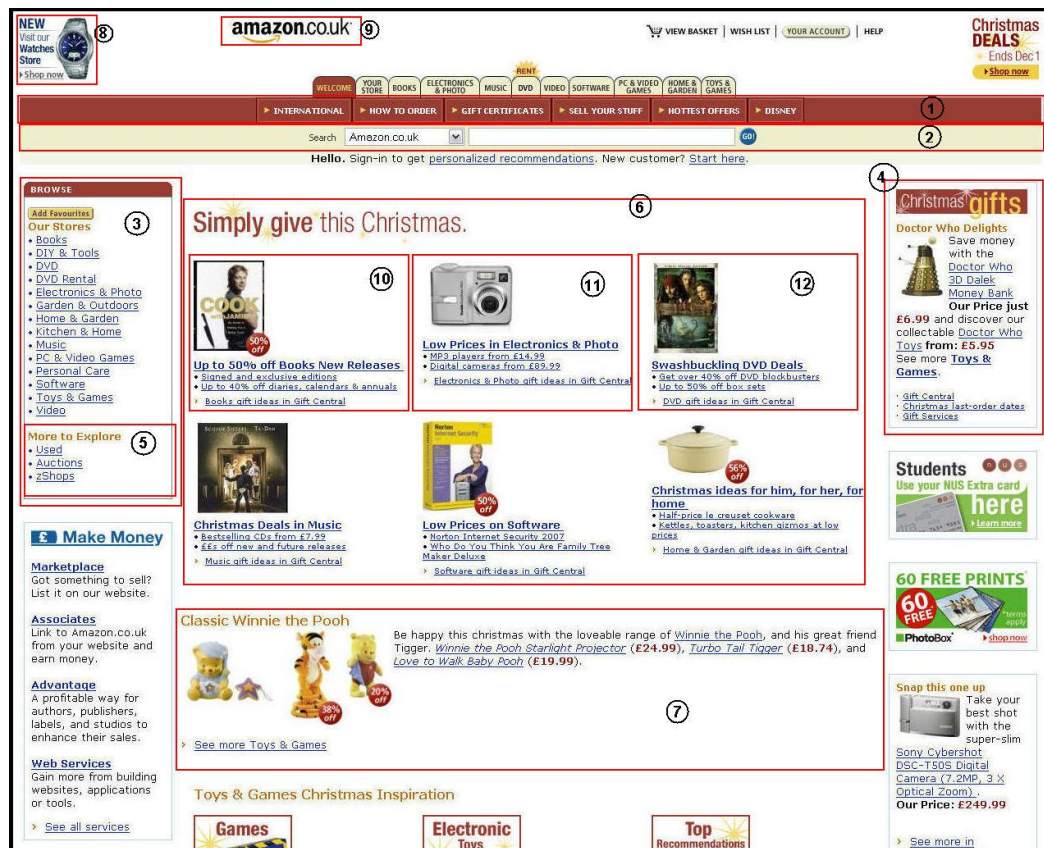 NEW
Visit our
Watches
Store
Shop now
8
amazon.co.uk
9
VIEW BASKET | WISH LIST | YOUR ACCOUNT | HELP
Christmas
DEALS
Ends Dec 1
Shop now
RENT
WELCOME YOUR STORE BOOKS ELECTRONICS & PHOTO MUSIC DVD VIDEO SOFTWARE PC & VIDEO GAMES HOME & GARDEN TOYS & GAMES
INTERNATIONAL HOW TO ORDER GIFT CERTIFICATES SELL YOUR STUFF HOTTEST OFFERS DISNEY 1
Search Amazon.co.uk GO! 2
Hello. Sign-in to get personalized recommendations. New customer? Start here.
BROWSE
3
Add Favourites
Our Stores
• Books
• DIY & Tools
• DVD
• DVD Rental
• Electronics & Photo
• Garden & Outdoors
• Home & Garden
• Kitchen & Home
• Music
• PC & Video Games
• Personal Care
• Software
• Toys & Games
• Video
More to Explore
5
• Used
• Auctions
• zShops
£ Make Money
Marketplace
Got something to sell?
List it on our website.
Associates
Link to Amazon.co.uk
from your website and
earn money.
Advantage
A profitable way for
authors, publishers,
labels, and studios to
enhance their sales.
Web Services
Gain more from building
websites, applications
or tools.
› See all services
6
Simply give this Christmas.
10
COOK
WITH JAMIE
50%
off
Up to 50% off Books New Releases
• Signed and exclusive editions
• Up to 40% off diaries, calendars & annuals
› Books gift ideas in Gift Central
11
Low Prices in Electronics & Photo
• MP3 players from £14.99
• Digital cameras from £89.99
› Electronics & Photo gift ideas in Gift Central
12
Swashbuckling DVD Deals
• Get over 40% off DVD blockbusters
• Up to 50% off box sets
› DVD gift ideas in Gift Central
SCISSOR SISTERS TA-DAH
Christmas Deals in Music
• Bestselling CDs from £7.99
• ££s off new and future releases
› Music gift ideas in Gift Central
Norton
Internet Security
50%
off
Low Prices on Software
• Norton Internet Security 2007
• Who Do You Think You Are Family Tree
Maker Deluxe
› Software gift ideas in Gift Central
56%
off
Christmas ideas for him, for her, for
home
• Half-price le creuset cookware
• Kettles, toasters, kitchen gizmos at low
prices
› Home & Garden gift ideas in Gift Central
Classic Winnie the Pooh
38%
off
20%
off
Be happy this christmas with the loveable range of Winnie the Pooh, and his great friend
Tigger. Winnie the Pooh Starlight Projector (£24.99), Turbo Tail Tigger (£18.74), and
Love to Walk Baby Pooh (£19.99).
7
› See more Toys & Games
Toys & Games Christmas Inspiration
Games
Electronic
Toys
Top
Recommendations
4
Christmas gifts
Doctor Who Delights
Save money
with the
Doctor Who
3D Dalek
Money Bank
Our Price just
£6.99 and discover our
collectable Doctor Who
Toys from: £5.95
See more Toys &
Games.
· Gift Central
· Christmas last-order dates
· Gift Services
Students nus
Use your NUS Extra card
here
Learn more
60 FREE PRINTS*
60
FREE*
*terms
apply
PhotoBox
shop now
Snap this one up
Take your
best shot
with the
super-slim
Sony Cybershot
DSC-T50S Digital
Camera (7.2MP, 3 X
Optical Zoom) .
Our Price: £249.99
› See more in